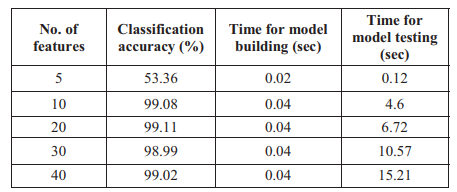 No. of features Classification accuracy (%) Time for model building (sec) Time for model testing (sec)
5 53.36 0.02 0.12
10 99.08 0.04 4.6
20 99.11 0.04 6.72
30 98.99 0.04 10.57
40 99.02 0.04 15.21